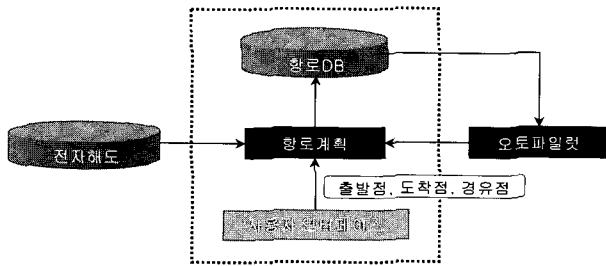 항로DB
전자해도
항로계획
오토파일럿
출발점, 도착점, 경유점
사용자 인터페이스